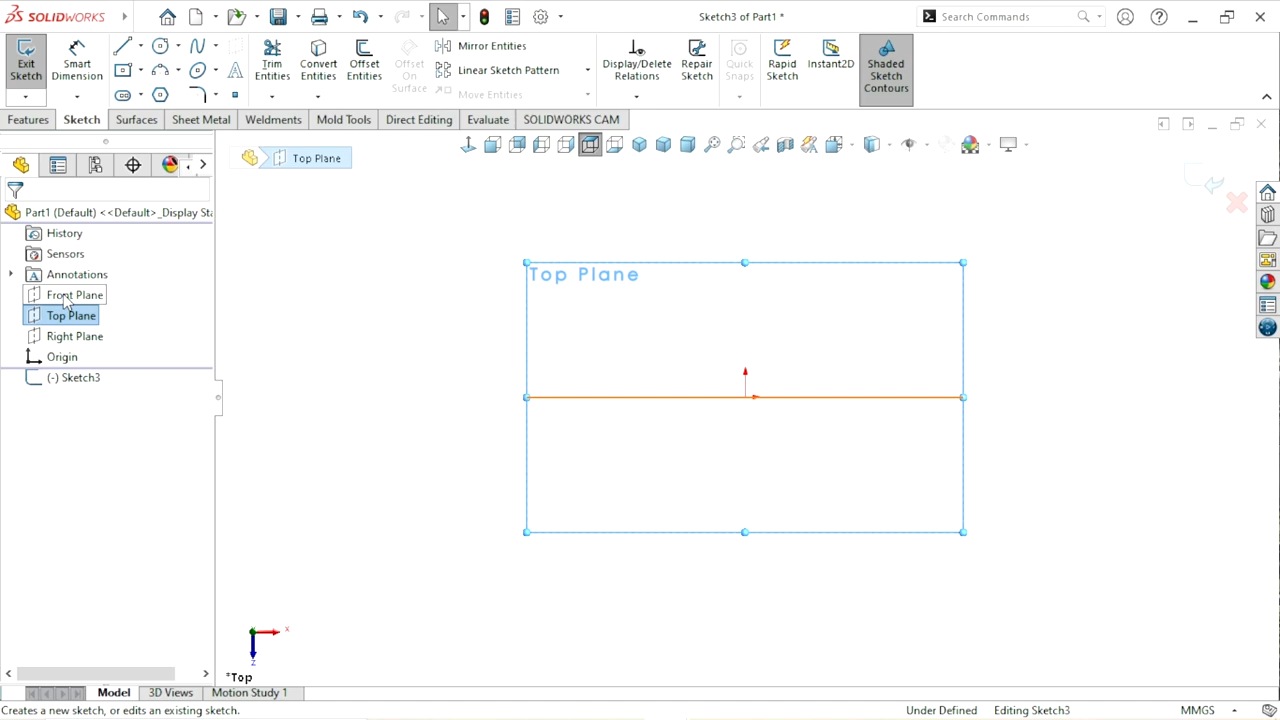 SOLIDWORKS
Sketch3 of Part1 *
Search Commands
Exit Sketch
Smart Dimension
Trim Entities
Convert Entities
Offset Entities
Offset On Surface
Mirror Entities
Linear Sketch Pattern
Move Entities
Display/Delete Relations
Repair Sketch
Quick Snaps
Rapid Sketch
Instant2D
Shaded Sketch Contours
Features
Sketch
Surfaces
Sheet Metal
Weldments
Mold Tools
Direct Editing
Evaluate
SOLIDWORKS CAM
Top Plane
Part1 (Default) <<Default>_Display Sta
History
Sensors
Annotations
Front Plane
Top Plane
Right Plane
Origin
(-) Sketch3
Top Plane
X
Z
*Top
Model
3D Views
Motion Study 1
Creates a new sketch, or edits an existing sketch.
Under Defined
Editing Sketch3
MMGS